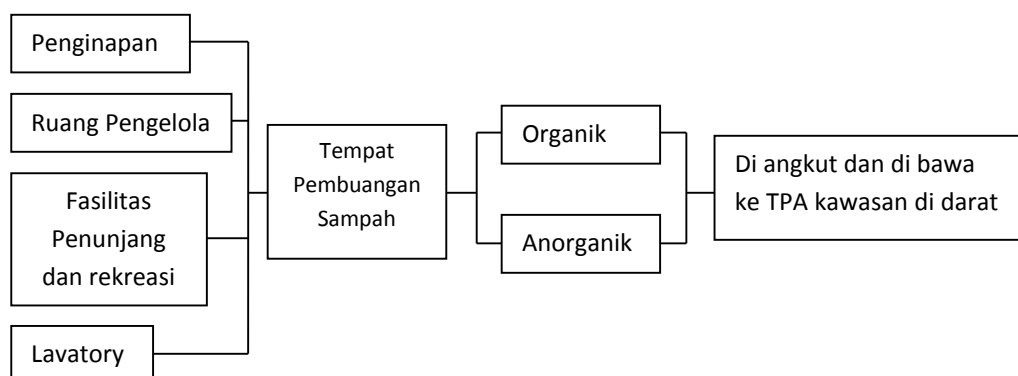 Penginapan
Ruang Pengelola
Fasilitas
Penunjang
dan rekreasi
Lavatory
Tempat
Pembuangan
Sampah
Organik
Anorganik
Di angkut dan di bawa
ke TPA kawasan di darat